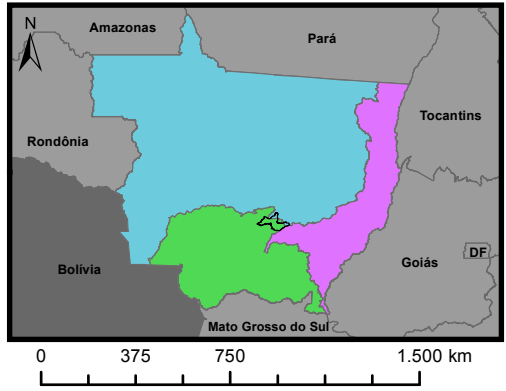 N
Amazonas
Pará
Tocantins
Rondônia
Bolívia
Goiás
DF
Mato Grosso do Sul
0 375 750 1.500 km